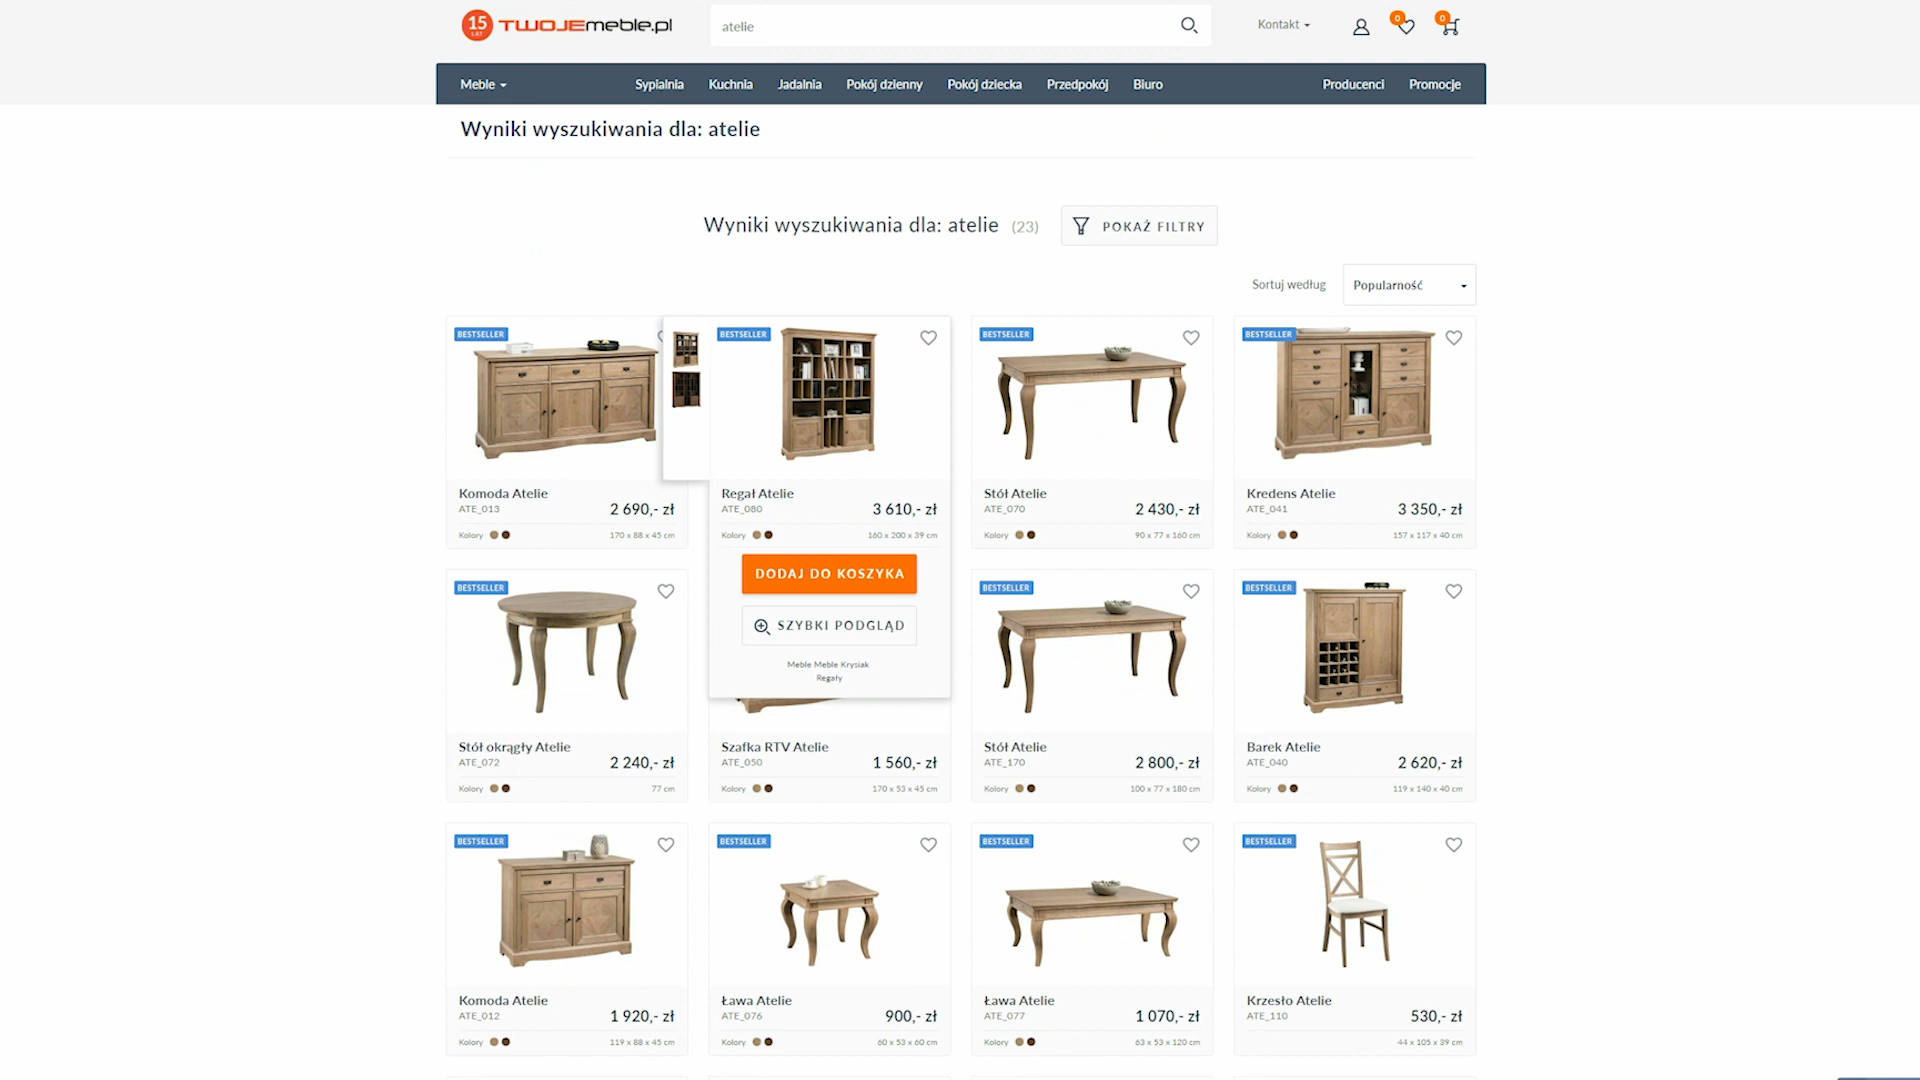 15 LAT TWOJEmeble.pl
atelie
Kontakt
0
0
Meble
Sypialnia
Kuchnia
Jadalnia
Pokój dzienny
Pokój dziecka
Przedpokój
Biuro
Producenci
Promocje
Wyniki wyszukiwania dla: atelie
Wyniki wyszukiwania dla: atelie (23)
POKAŻ FILTRY
Sortuj według
Popularność
BESTSELLER
Komoda Atelie
ATE_013
2 690,- zł
Kolory
170 x 88 x 45 cm
BESTSELLER
Regał Atelie
ATE_080
3 610,- zł
Kolory
160 x 200 x 39 cm
DODAJ DO KOSZYKA
SZYBKI PODGLĄD
Meble Meble Krysiak
Regały
BESTSELLER
Stół Atelie
ATE_070
2 430,- zł
Kolory
90 x 77 x 160 cm
BESTSELLER
Kredens Atelie
ATE_041
3 350,- zł
Kolory
157 x 117 x 40 cm
BESTSELLER
Stół okrągły Atelie
ATE_072
2 240,- zł
Kolory
77 cm
Szafka RTV Atelie
ATE_050
1 560,- zł
Kolory
170 x 53 x 45 cm
BESTSELLER
Stół Atelie
ATE_170
2 800,- zł
Kolory
100 x 77 x 180 cm
BESTSELLER
Barek Atelie
ATE_040
2 620,- zł
Kolory
119 x 140 x 40 cm
BESTSELLER
Komoda Atelie
ATE_012
1 920,- zł
Kolory
119 x 88 x 45 cm
BESTSELLER
Ława Atelie
ATE_076
900,- zł
Kolory
60 x 53 x 60 cm
BESTSELLER
Ława Atelie
ATE_077
1 070,- zł
Kolory
63 x 53 x 120 cm
BESTSELLER
Krzesło Atelie
ATE_110
530,- zł
44 x 105 x 39 cm